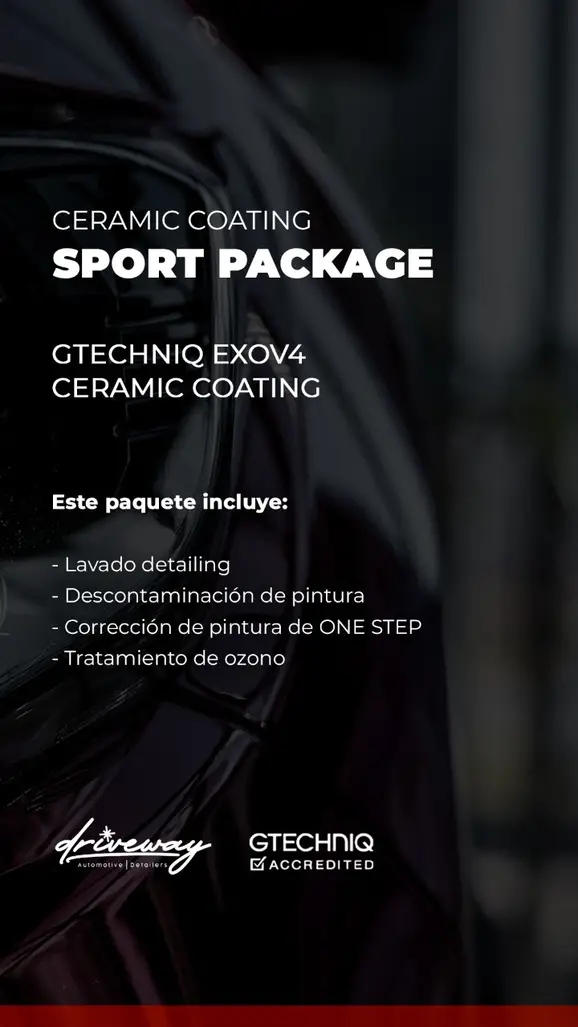 CERAMIC COATING
SPORT PACKAGE
GTECHNIQ EXOV4
CERAMIC COATING
Este paquete incluye:
- Lavado detailing
- Descontaminación de pintura
- Corrección de pintura de ONE STEP
- Tratamiento de ozono
driveway
Automotive | Detailers
GTECHNIQ
ACCREDITED